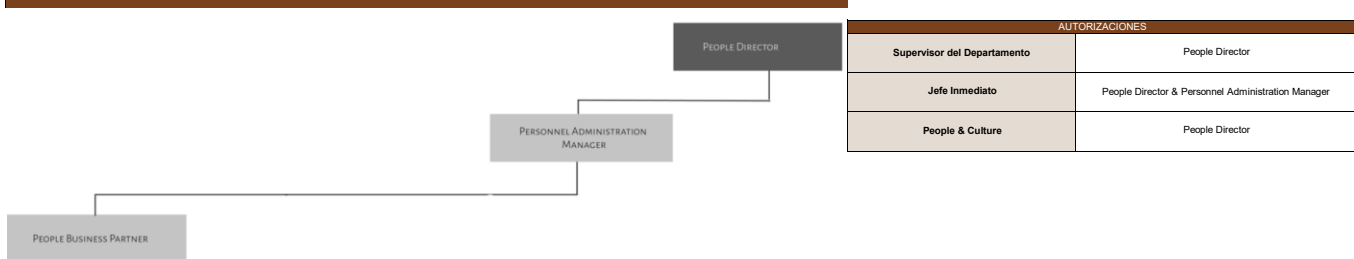 PEOPLE DIRECTOR
PERSONNEL ADMINISTRATION
MANAGER
PEOPLE BUSINESS PARTNER
AUTORIZACIONES
Supervisor del Departamento People Director
Jefe Inmediato People Director & Personnel Administration Manager
People & Culture People Director